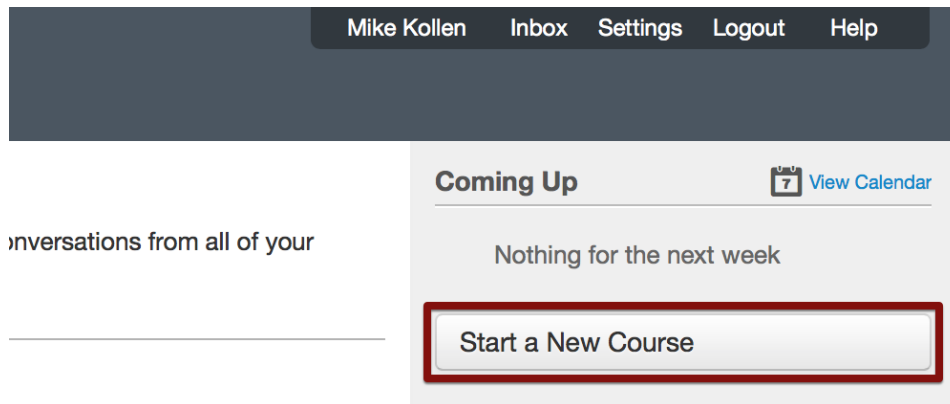 Mike Kollen Inbox Settings Logout Help
Coming Up
7 View Calendar
onversations from all of your
Nothing for the next week
Start a New Course